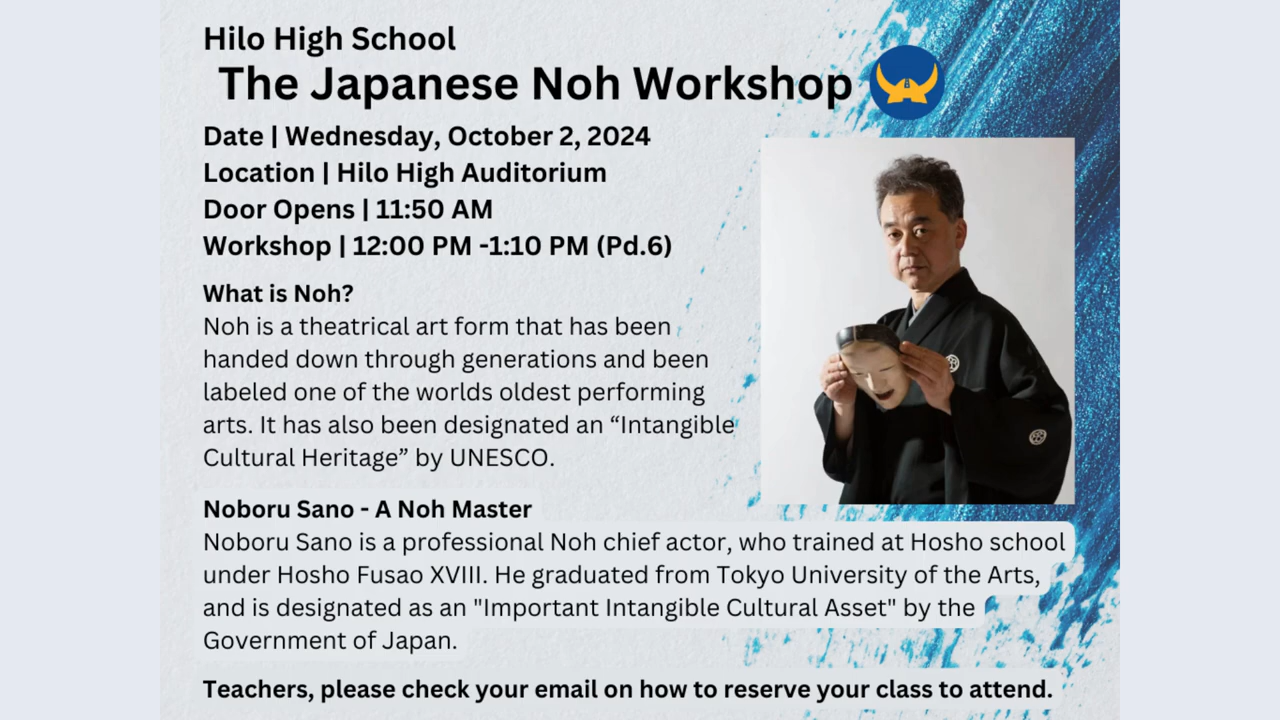 Hilo High School
The Japanese Noh Workshop
Date | Wednesday, October 2, 2024
Location | Hilo High Auditorium
Door Opens | 11:50 AM
Workshop | 12:00 PM -1:10 PM (Pd.6)
What is Noh?
Noh is a theatrical art form that has been
handed down through generations and been
labeled one of the worlds oldest performing
arts. It has also been designated an “Intangible
Cultural Heritage” by UNESCO.
Noboru Sano - A Noh Master
Noboru Sano is a professional Noh chief actor, who trained at Hosho school
under Hosho Fusao XVIII. He graduated from Tokyo University of the Arts,
and is designated as an "Important Intangible Cultural Asset" by the
Government of Japan.
Teachers, please check your email on how to reserve your class to attend.